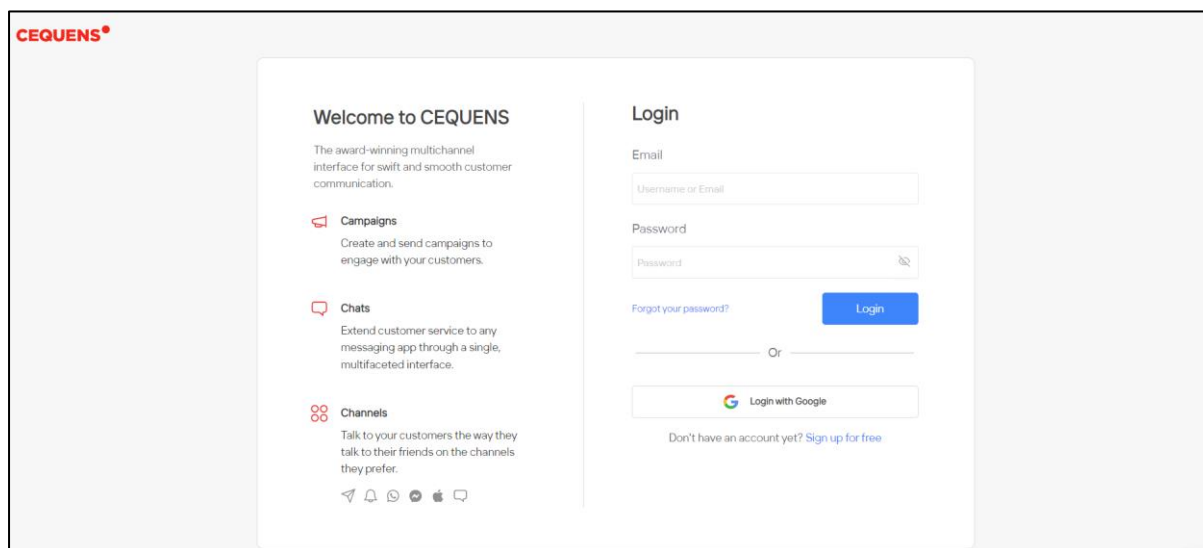 CEQUENS
Welcome to CEQUENS
The award-winning multichannel
interface for swift and smooth customer
communication.
Campaigns
Create and send campaigns to
engage with your customers.
Chats
Extend customer service to any
messaging app through a single,
multifaceted interface.
Channels
Talk to your customers the way they
talk to their friends on the channels
they prefer.
Login
Email
Username or Email
Password
Password
Forgot your password?
Login
Or
Login with Google
Don't have an account yet? Sign up for free